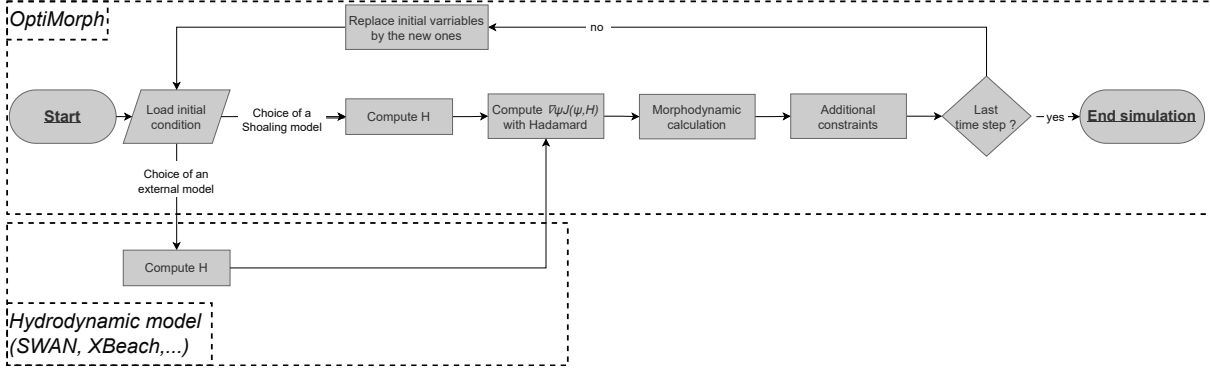 OptiMorph
Replace initial varriables
by the new ones
no
Start
Load initial
condition
Choice of a
Shoaling model
Compute H
Compute ∇ψJ(ψ,H)
with Hadamard
Morphodynamic
calculation
Additional
constraints
Last
time step ?
yes
End simulation
Choice of an
external model
Compute H
Hydrodynamic model
(SWAN, XBeach,...)